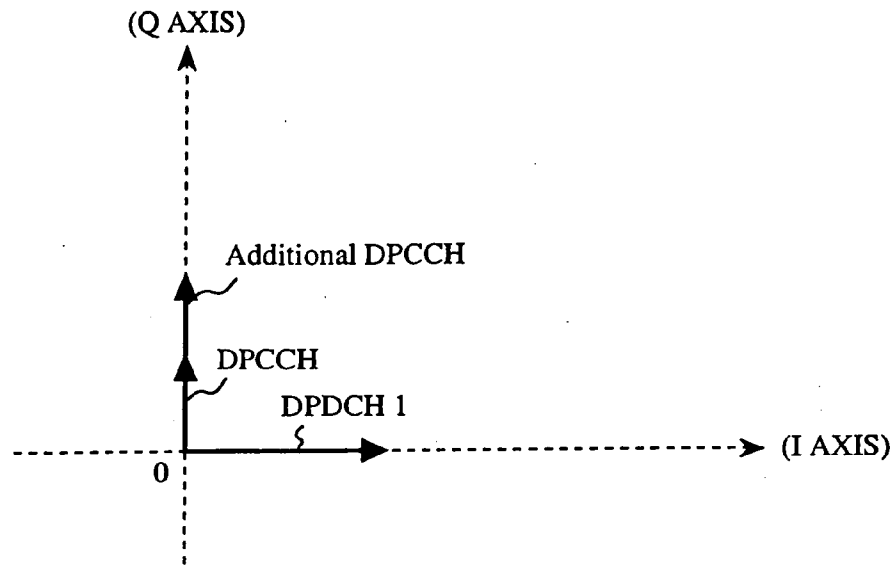 (Q AXIS)
Additional DPCCH
DPCCH
DPDCH 1
(I AXIS)
0